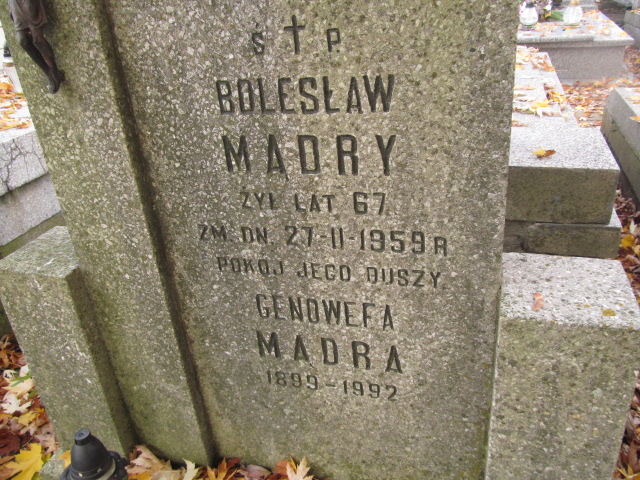 Ś † P.
BOLESŁAW
MĄDRY
ŻYŁ LAT 67
ZM. DN. 27-II-1959 R
POKÓJ JEGO DUSZY.
GENOWEFA
MĄDRA
1899-1992